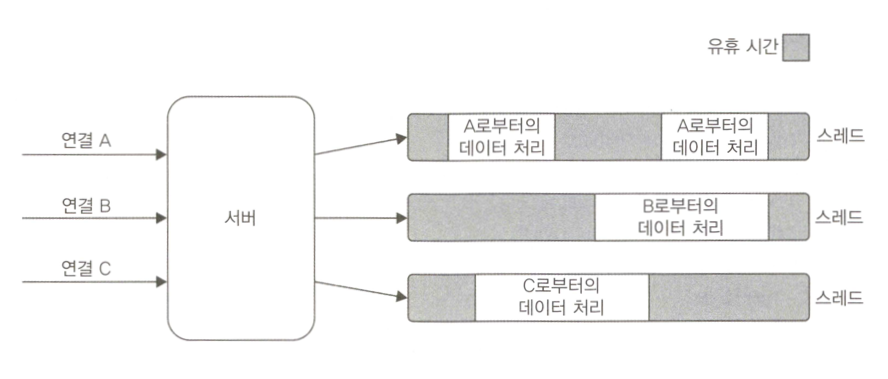 유휴 시간
연결 A
연결 B
연결 C
서버
A로부터의
데이터 처리
A로부터의
데이터 처리
스레드
B로부터의
데이터 처리
스레드
C로부터의
데이터 처리
스레드